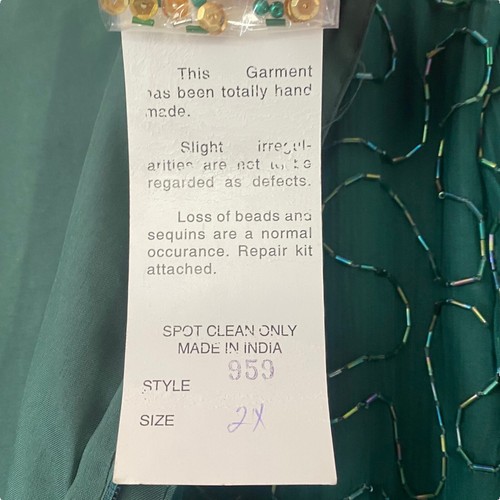 This Garment
has been totally hand
made.
Slight irregul-
arities are not to be
regarded as defects.
Loss of beads and
sequins are a normal
occurance. Repair kit
attached.
SPOT CLEAN ONLY
MADE IN INDIA
STYLE 959
SIZE 2X